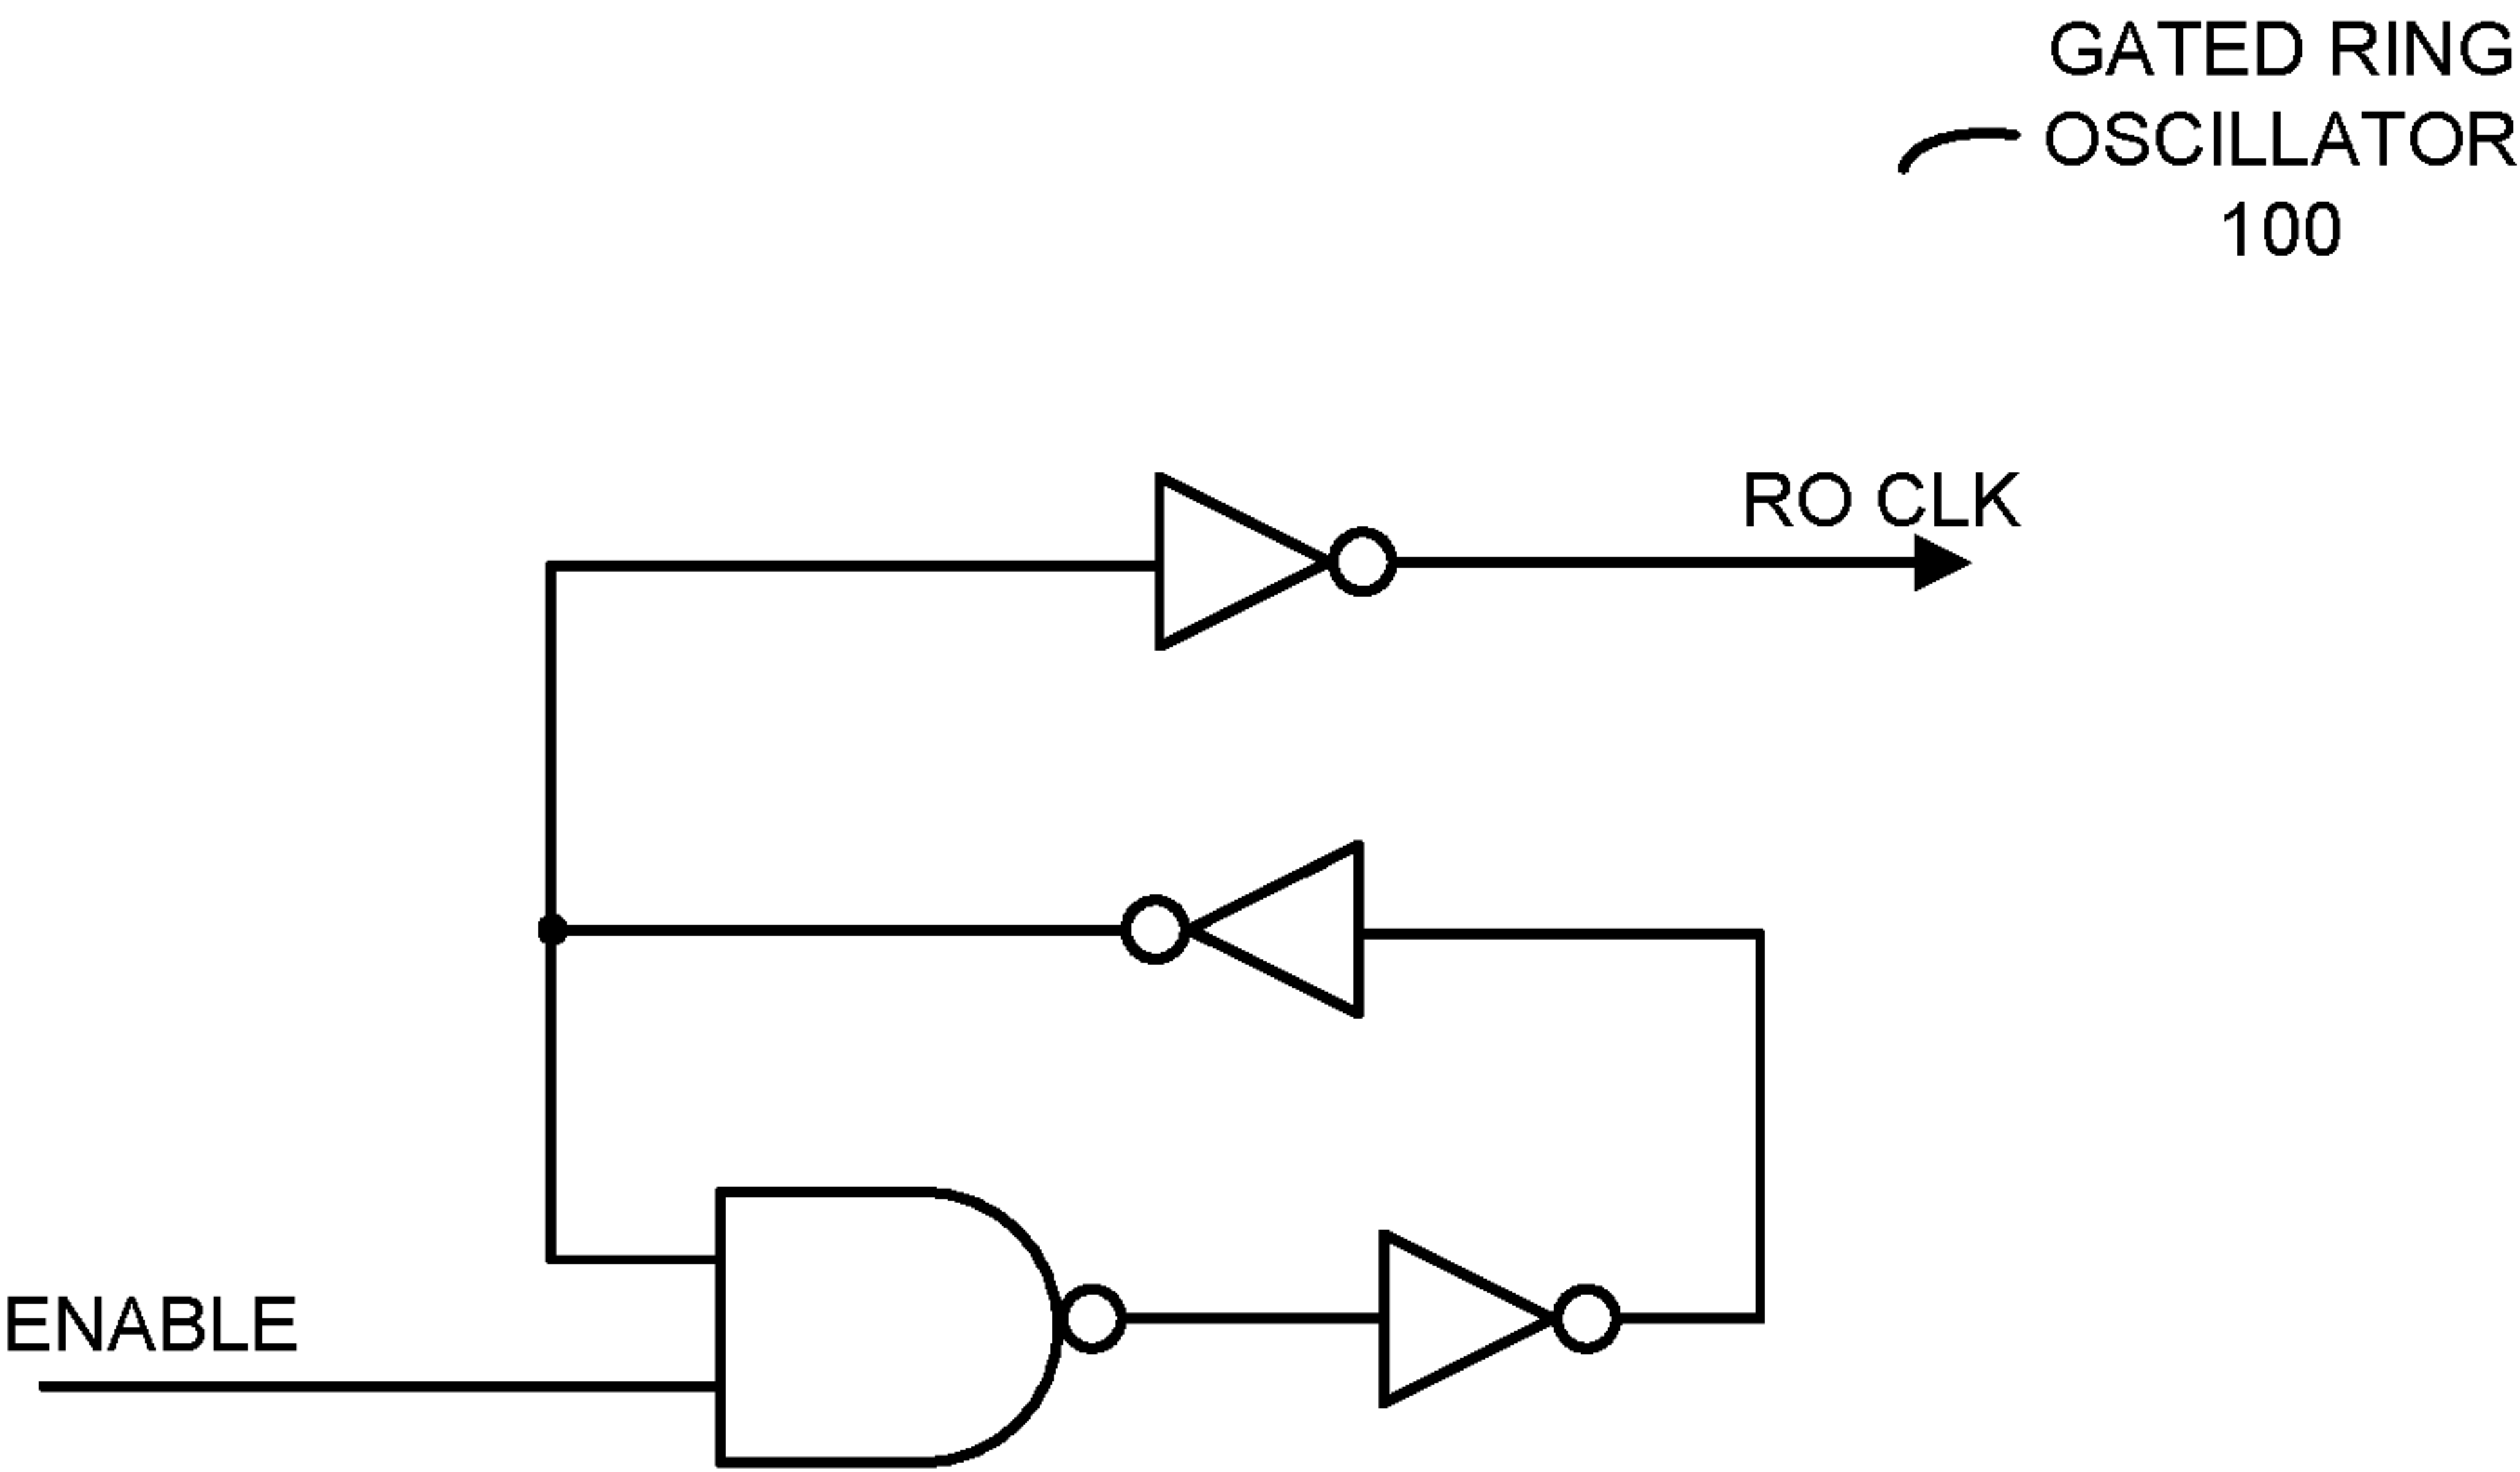 GATED RING
OSCILLATOR
100
RO CLK
ENABLE